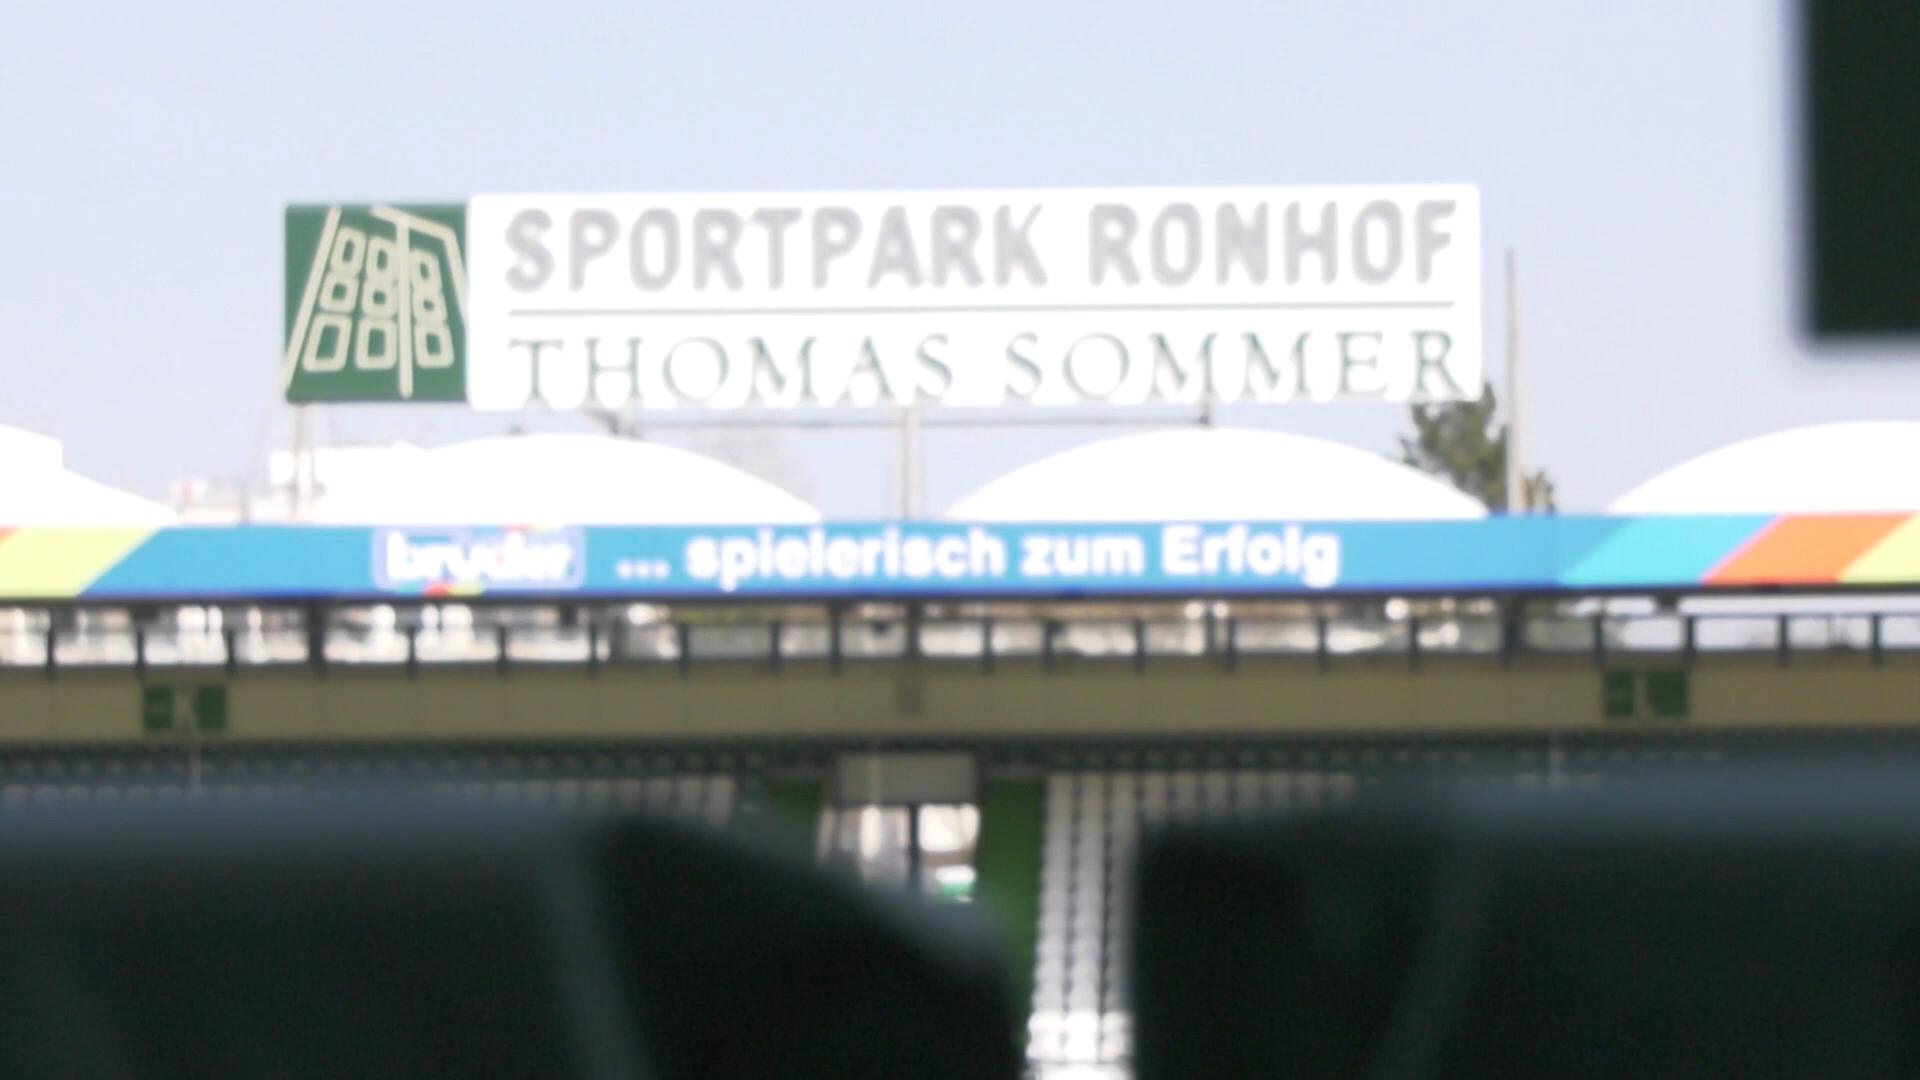 SPORTPARK RONHOF
THOMAS SOMMER
bruder ... spielerisch zum Erfolg